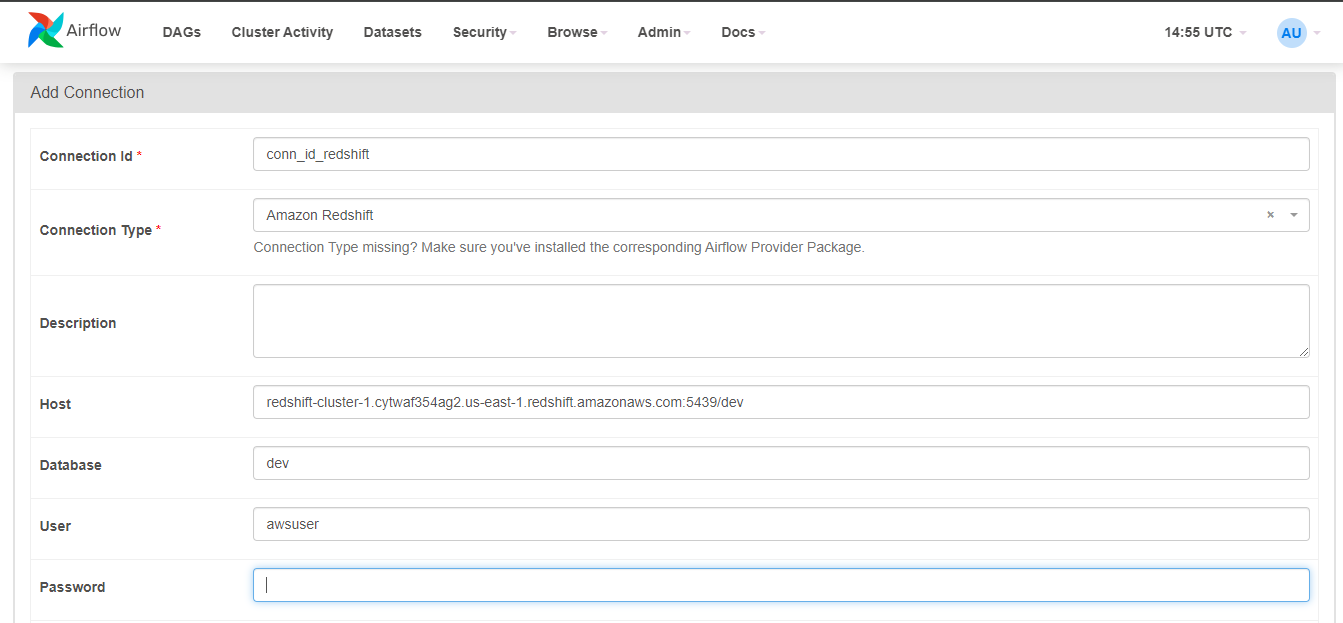 Airflow DAGs Cluster Activity Datasets Security Browse Admin Docs 14:55 UTC AU
Add Connection
Connection Id * conn_id_redshift
Connection Type * Amazon Redshift ×
Connection Type missing? Make sure you've installed the corresponding Airflow Provider Package.
Description
Host redshift-cluster-1.cytwaf354ag2.us-east-1.redshift.amazonaws.com:5439/dev
Database dev
User awsuser
Password